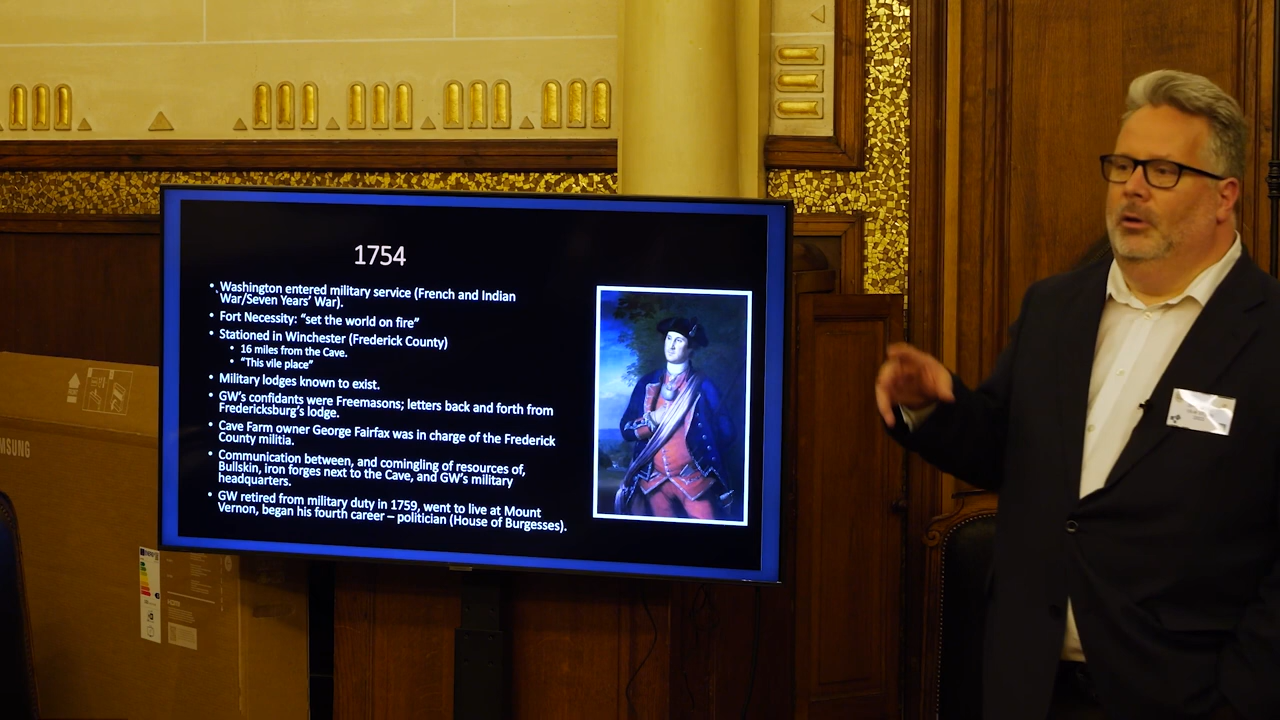 1754
• Washington entered military service (French and Indian
War/Seven Years' War).
• Fort Necessity: "set the world on fire"
• Stationed in Winchester (Frederick County)
• 16 miles from the Cave.
• "This vile place"
• Military lodges known to exist.
• GW's confidants were Freemasons; letters back and forth from
Fredericksburg's lodge.
• Cave Farm owner George Fairfax was in charge of the Frederick
County militia.
• Communication between, and comingling of resources of,
Bullskin, iron forges next to the Cave, and GW's military
headquarters.
• GW retired from military duty in 1759, went to live at Mount
Vernon, began his fourth career – politician (House of Burgesses).
MSUNG